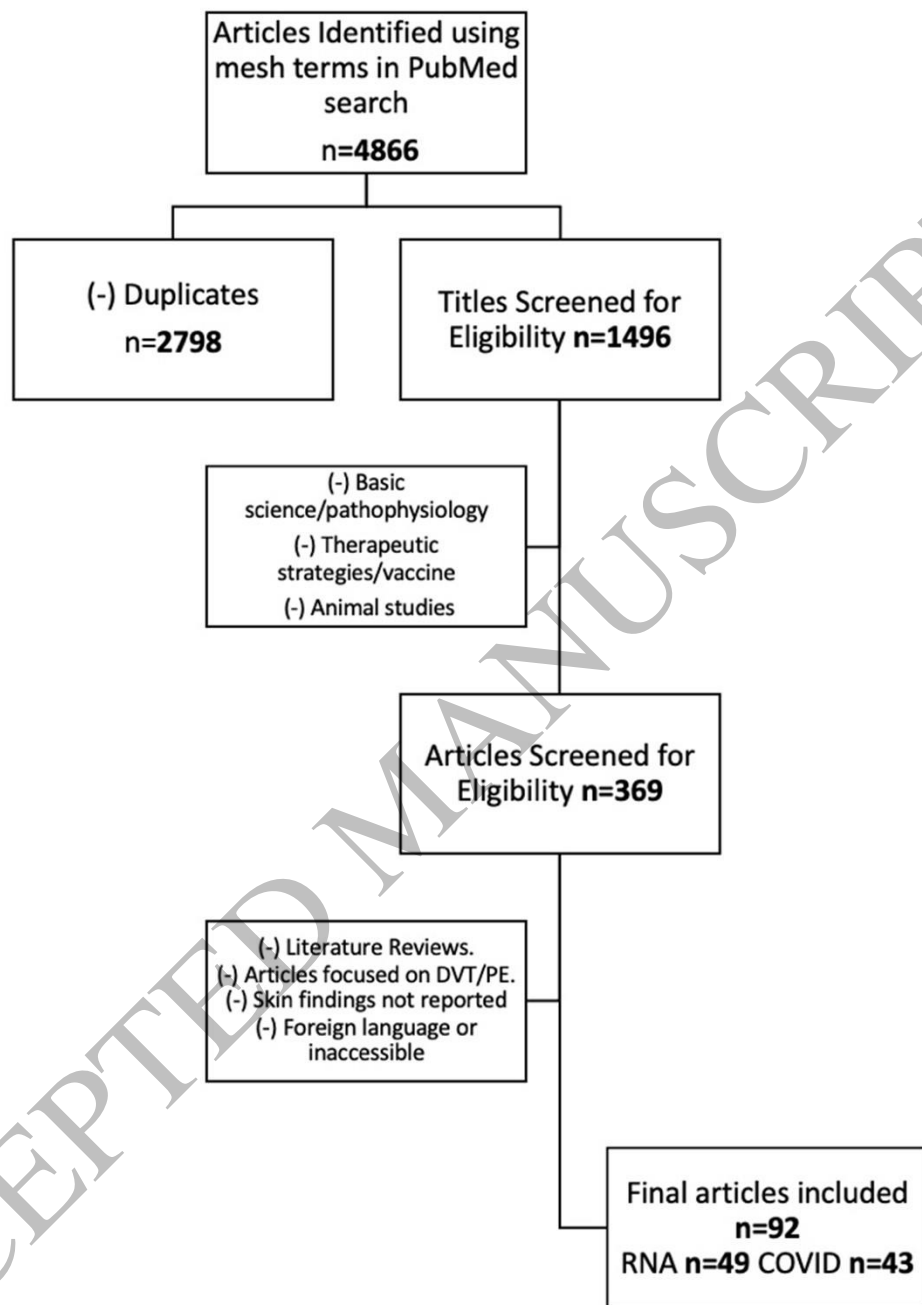 Articles Identified using
mesh terms in PubMed
search
n=4866
(-) Duplicates
n=2798
Titles Screened for
Eligibility n=1496
(-) Basic
science/pathophysiology
(-) Therapeutic
strategies/vaccine
(-) Animal studies
Articles Screened for
Eligibility n=369
(-) Literature Reviews.
(-) Articles focused on DVT/PE.
(-) Skin findings not reported
(-) Foreign language or
inaccessible
Final articles included
n=92
RNA n=49 COVID n=43
CEPTED MANUSCRIP